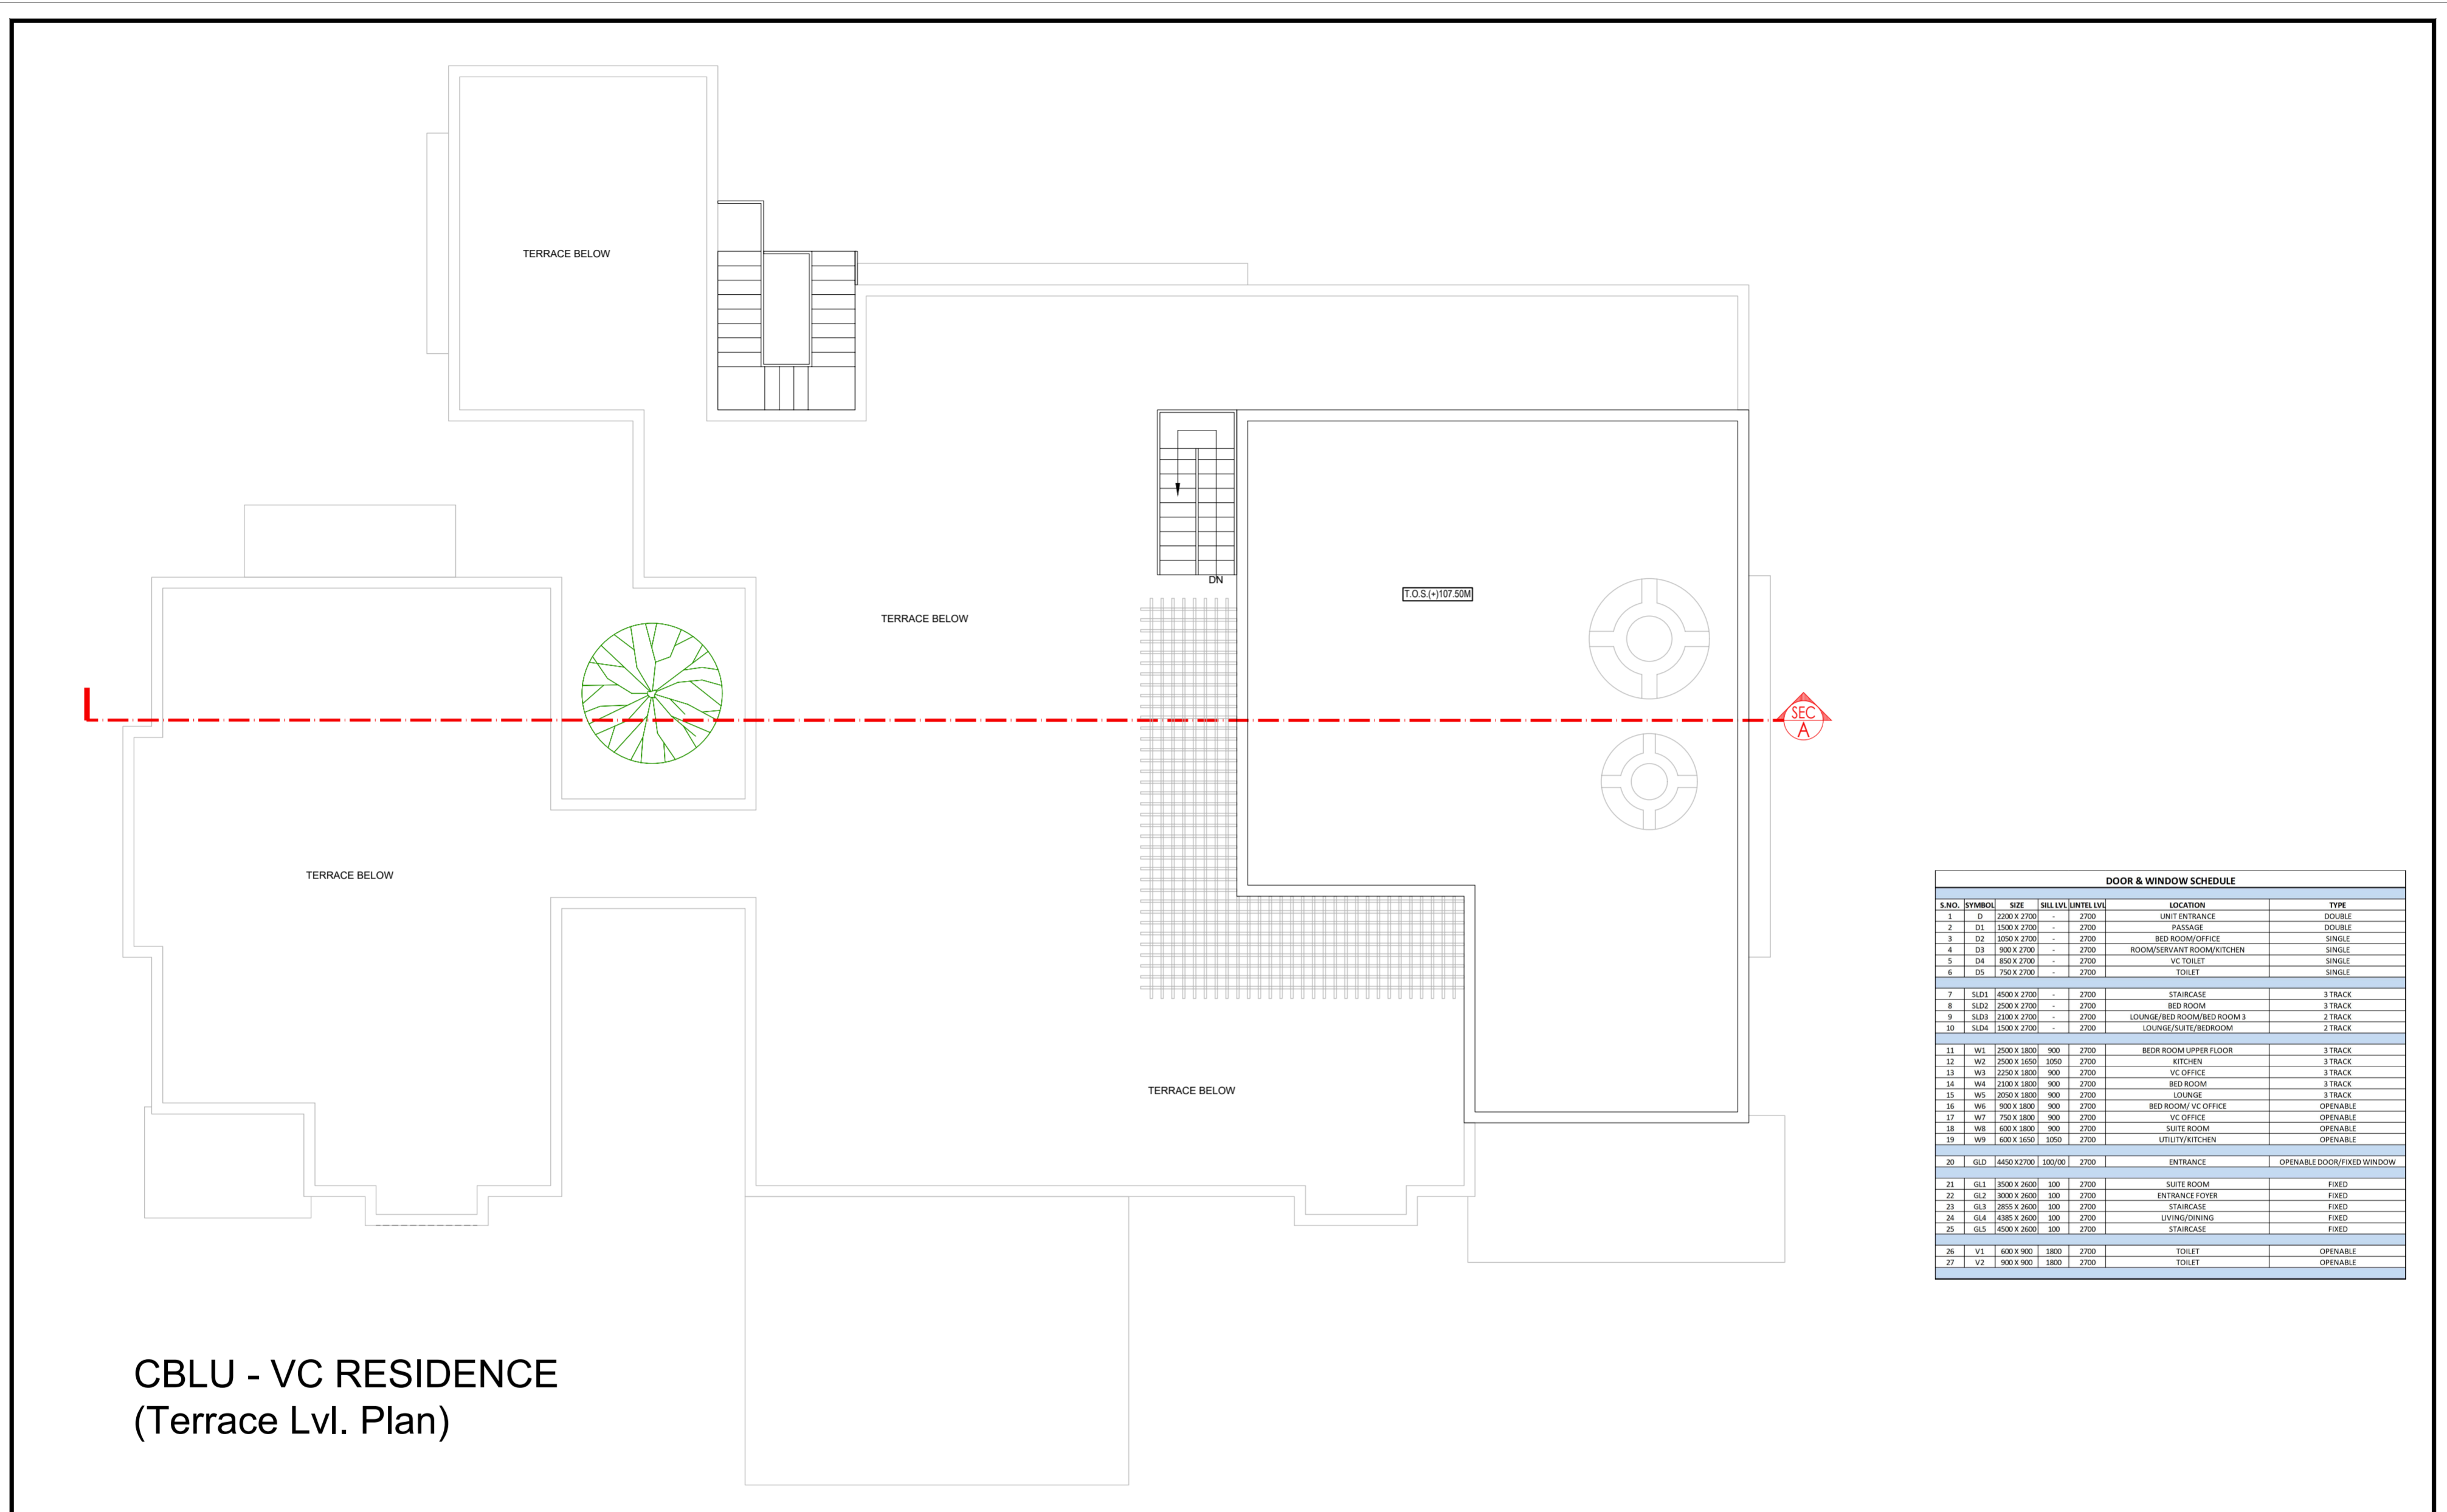 TERRACE BELOW
DN
T.O.S.(+)107.50M
TERRACE BELOW
SEC
A
TERRACE BELOW
TERRACE BELOW
DOOR & WINDOW SCHEDULE
S.NO. SYMBOL SIZE SILL LVL LINTEL LVL LOCATION TYPE
1 D 2200 X 2700 - 2700 UNIT ENTRANCE DOUBLE
2 D1 1500 X 2700 - 2700 PASSAGE DOUBLE
3 D2 1050 X 2700 - 2700 BED ROOM/OFFICE SINGLE
4 D3 900 X 2700 - 2700 ROOM/SERVANT ROOM/KITCHEN SINGLE
5 D4 850 X 2700 - 2700 VC TOILET SINGLE
6 D5 750 X 2700 - 2700 TOILET SINGLE
7 SLD1 4500 X 2700 - 2700 STAIRCASE 3 TRACK
8 SLD2 2500 X 2700 - 2700 BED ROOM 3 TRACK
9 SLD3 2100 X 2700 - 2700 LOUNGE/BED ROOM/BED ROOM 3 2 TRACK
10 SLD4 1500 X 2700 - 2700 LOUNGE/SUITE/BEDROOM 2 TRACK
11 W1 2500 X 1800 900 2700 BEDR ROOM UPPER FLOOR 3 TRACK
12 W2 2500 X 1650 1050 2700 KITCHEN 3 TRACK
13 W3 2250 X 1800 900 2700 VC OFFICE 3 TRACK
14 W4 2100 X 1800 900 2700 BED ROOM 3 TRACK
15 W5 2050 X 1800 900 2700 LOUNGE 3 TRACK
16 W6 900 X 1800 900 2700 BED ROOM/ VC OFFICE OPENABLE
17 W7 750 X 1800 900 2700 VC OFFICE OPENABLE
18 W8 600 X 1800 900 2700 SUITE ROOM OPENABLE
19 W9 600 X 1650 1050 2700 UTILITY/KITCHEN OPENABLE
20 GLD 4450 X2700 100/00 2700 ENTRANCE OPENABLE DOOR/FIXED WINDOW
21 GL1 3500 X 2600 100 2700 SUITE ROOM FIXED
22 GL2 3000 X 2600 100 2700 ENTRANCE FOYER FIXED
23 GL3 2855 X 2600 100 2700 STAIRCASE FIXED
24 GL4 4385 X 2600 100 2700 LIVING/DINING FIXED
25 GL5 4500 X 2600 100 2700 STAIRCASE FIXED
26 V1 600 X 900 1800 2700 TOILET OPENABLE
27 V2 900 X 900 1800 2700 TOILET OPENABLE
CBLU - VC RESIDENCE
(Terrace Lvl. Plan)